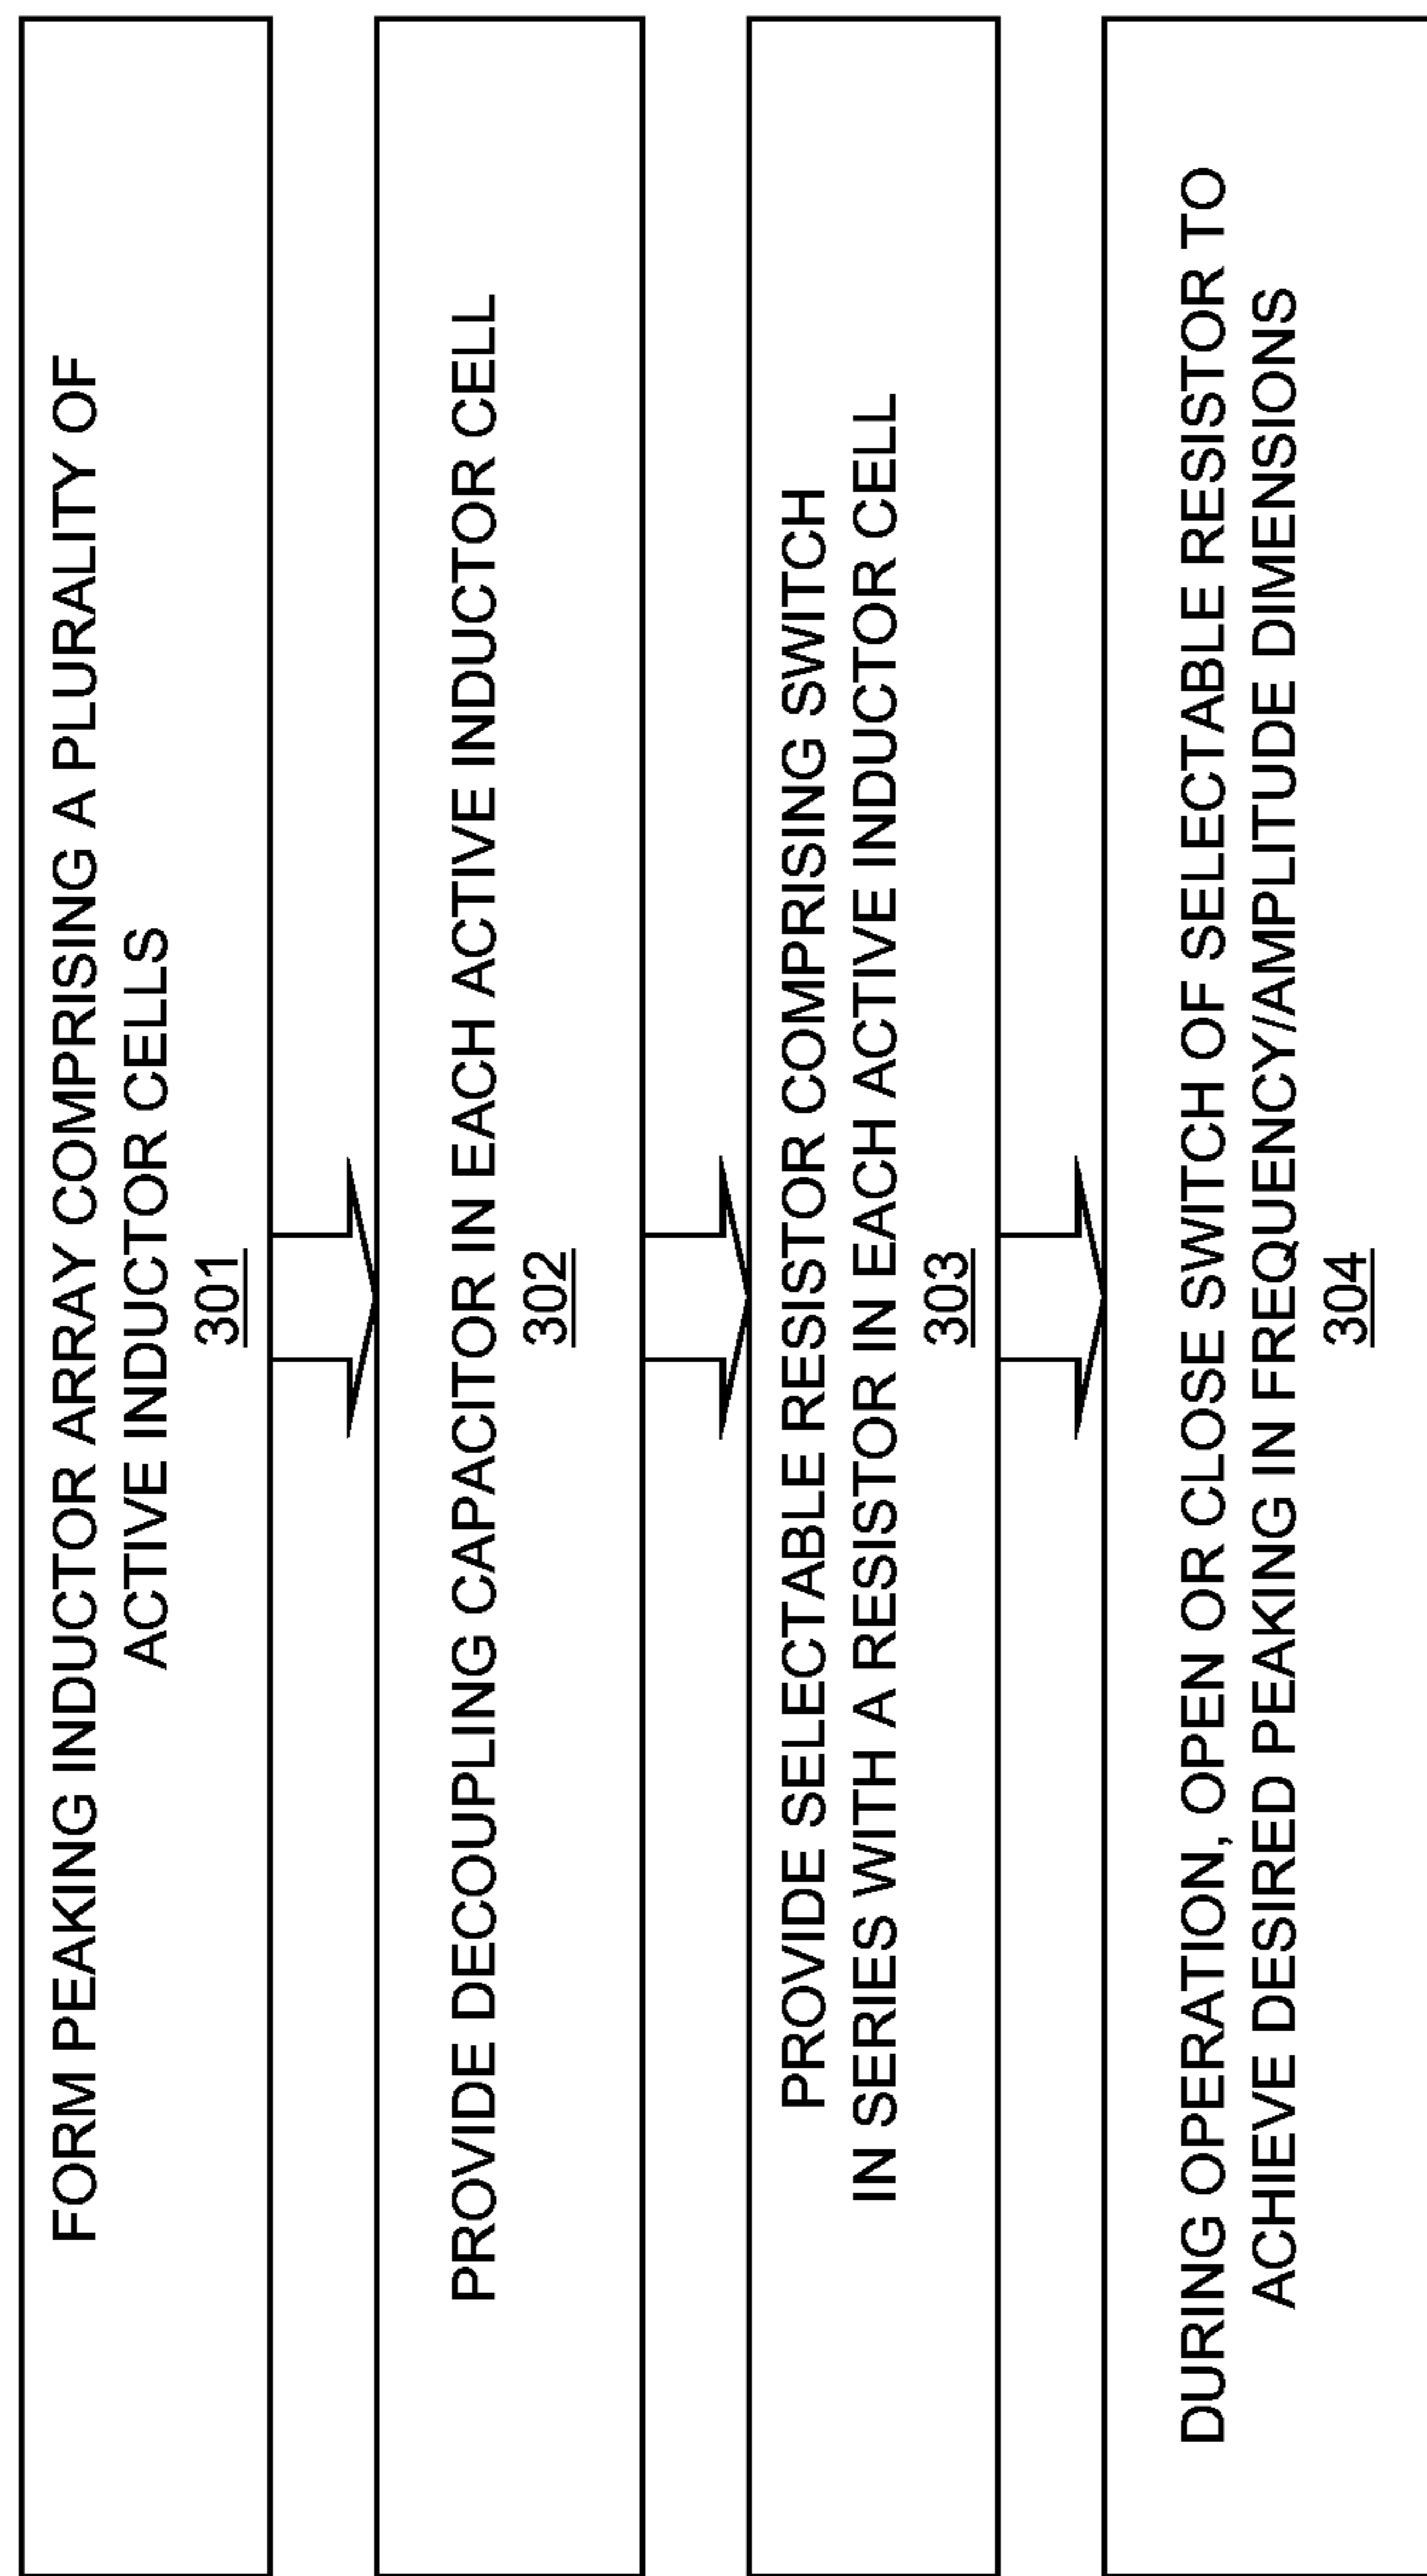 FORM PEAKING INDUCTOR ARRAY COMPRISING A PLURALITY OF
ACTIVE INDUCTOR CELLS
301
PROVIDE DECOUPLING CAPACITOR IN EACH ACTIVE INDUCTOR CELL
302
PROVIDE SELECTABLE RESISTOR COMPRISING SWITCH
IN SERIES WITH A RESISTOR IN EACH ACTIVE INDUCTOR CELL
303
DURING OPERATION, OPEN OR CLOSE SWITCH OF SELECTABLE RESISTOR TO
ACHIEVE DESIRED PEAKING IN FREQUENCY/AMPLITUDE DIMENSIONS
304